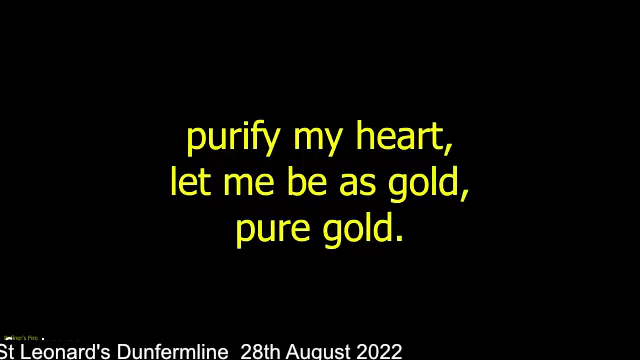 purify my heart,
let me be as gold,
pure gold.
St Leonard's Dunfermline  28th August 2022